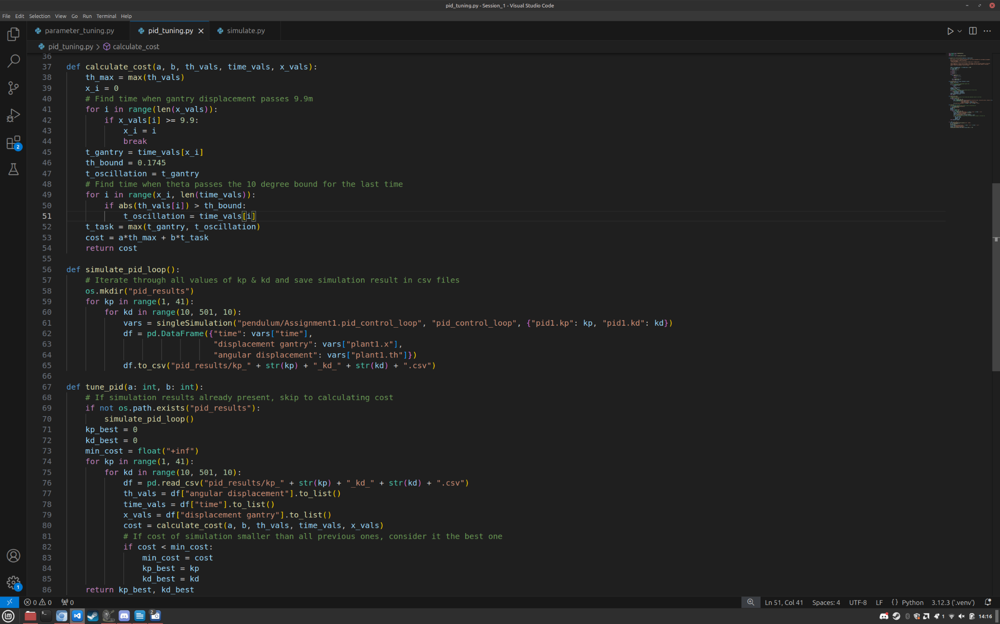 pid_tuning.py - Session_1 - Visual Studio Code
File Edit Selection View Go Run Terminal Help
parameter_tuning.py pid_tuning.py simulate.py
pid_tuning.py > calculate_cost
36
37 def calculate_cost(a, b, th_vals, time_vals, x_vals):
38     th_max = max(th_vals)
39     x_i = 0
40     # Find time when gantry displacement passes 9.9m
41     for i in range(len(x_vals)):
42         if x_vals[i] >= 9.9:
43             x_i = i
44             break
45     t_gantry = time_vals[x_i]
46     th_bound = 0.1745
47     t_oscillation = t_gantry
48     # Find time when theta passes the 10 degree bound for the last time
49     for i in range(x_i, len(time_vals)):
50         if abs(th_vals[i]) > th_bound:
51             t_oscillation = time_vals[i]
52     t_task = max(t_gantry, t_oscillation)
53     cost = a*th_max + b*t_task
54     return cost
55
56 def simulate_pid_loop():
57     # Iterate through all values of kp & kd and save simulation result in csv files
58     os.mkdir("pid_results")
59     for kp in range(1, 41):
60         for kd in range(10, 501, 10):
61             vars = singleSimulation("pendulum/Assignment1.pid_control_loop", "pid_control_loop", {"pid1.kp": kp, "pid1.kd": kd})
62             df = pd.DataFrame({"time": vars["time"],
63                                "displacement gantry": vars["plant1.x"],
64                                "angular displacement": vars["plant1.th"]})
65             df.to_csv("pid_results/kp_" + str(kp) + "_kd_" + str(kd) + ".csv")
66
67 def tune_pid(a: int, b: int):
68     # If simulation results already present, skip to calculating cost
69     if not os.path.exists("pid_results"):
70         simulate_pid_loop()
71     kp_best = 0
72     kd_best = 0
73     min_cost = float("+inf")
74     for kp in range(1, 41):
75         for kd in range(10, 501, 10):
76             df = pd.read_csv("pid_results/kp_" + str(kp) + "_kd_" + str(kd) + ".csv")
77             th_vals = df["angular displacement"].to_list()
78             time_vals = df["time"].to_list()
79             x_vals = df["displacement gantry"].to_list()
80             cost = calculate_cost(a, b, th_vals, time_vals, x_vals)
81             # If cost of simulation smaller than all previous ones, consider it the best one
82             if cost < min_cost:
83                 min_cost = cost
84                 kp_best = kp
85                 kd_best = kd
86     return kp_best, kd_best
2
1
0 0 0 Ln 51, Col 41 Spaces: 4 UTF-8 LF {} Python 3.12.3 ('.venv')
2 1 14:16